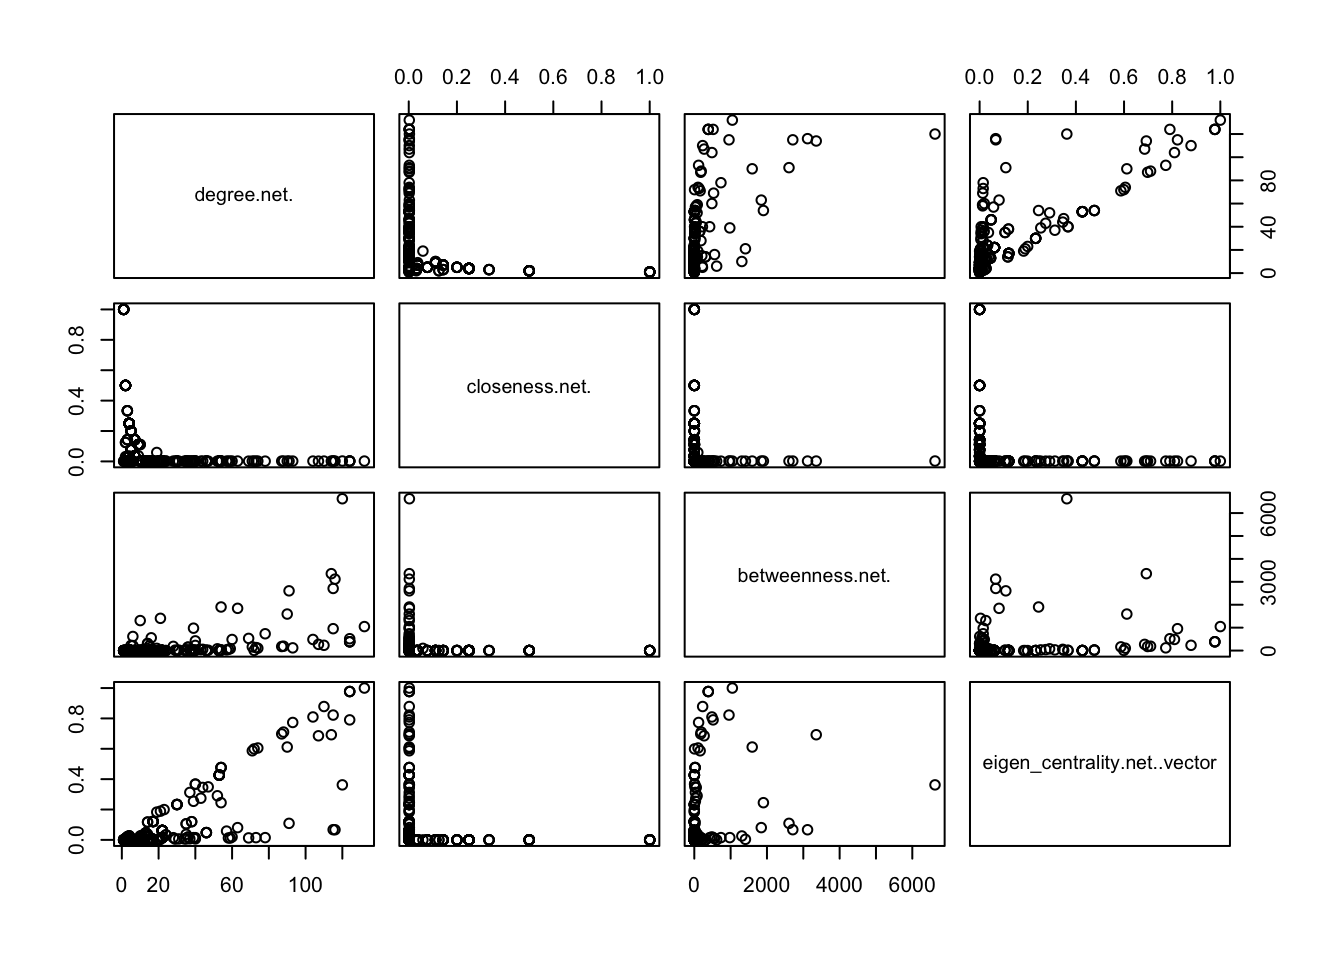 0.0 0.2 0.4 0.6 0.8 1.0
0.0 0.2 0.4 0.6 0.8 1.0
degree.net.
0 40 80
0.0 0.4 0.8
closeness.net.
betweenness.net.
0 3000 6000
0.0 0.4 0.8
eigen_centrality.net..vector
0 20 60 100
0 2000 4000 6000